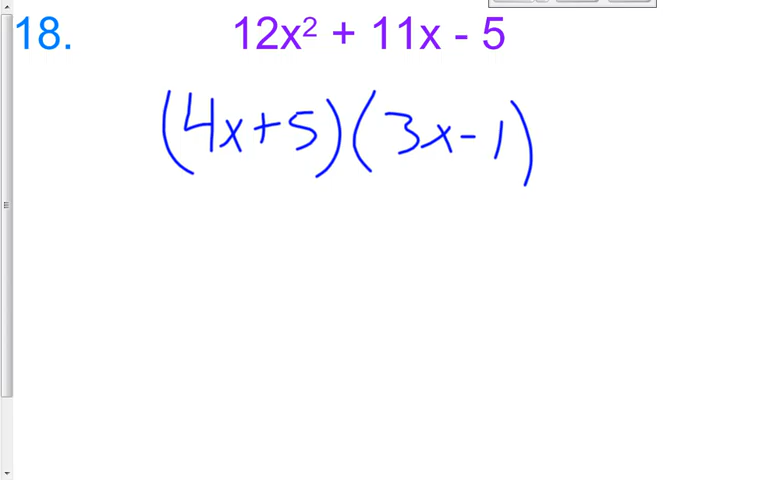 18. 12x² + 11x - 5
(4x+5)(3x-1)